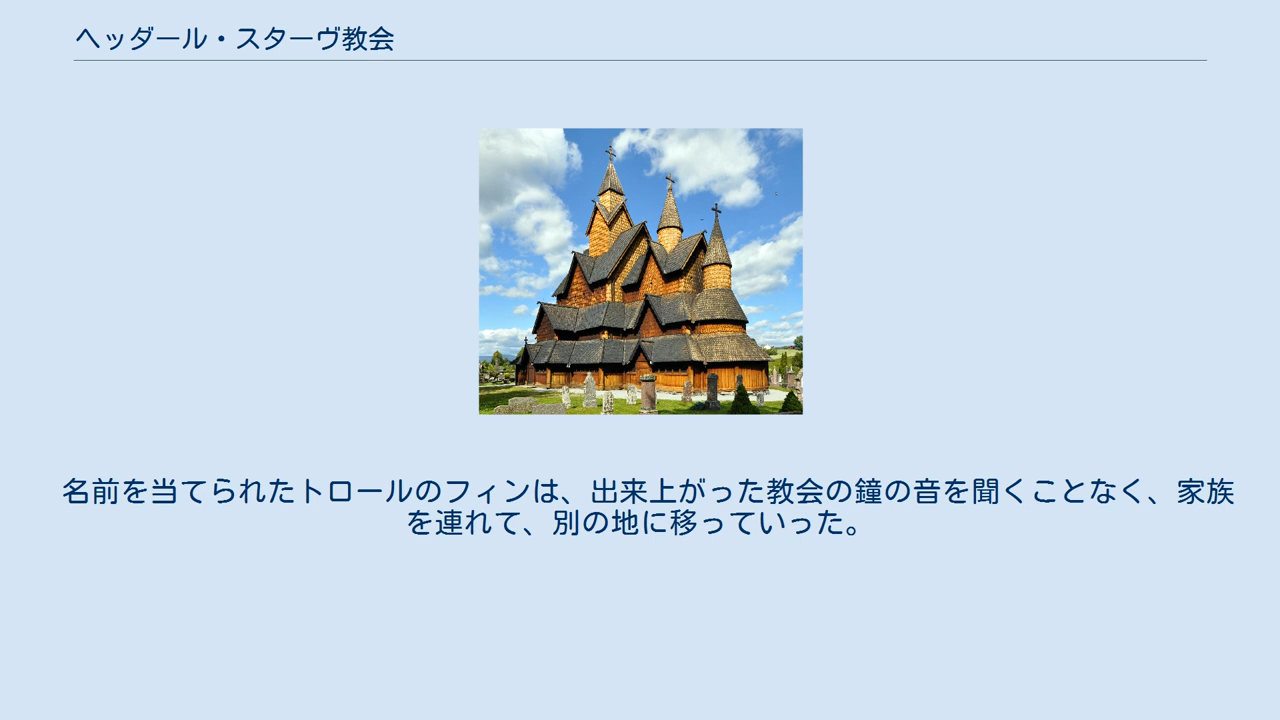 ヘッダール・スターヴ教会
名前を当てられたトロールのフィンは、出来上がった教会の鐘の音を聞くことなく、家族
を連れて、別の地に移っていった。